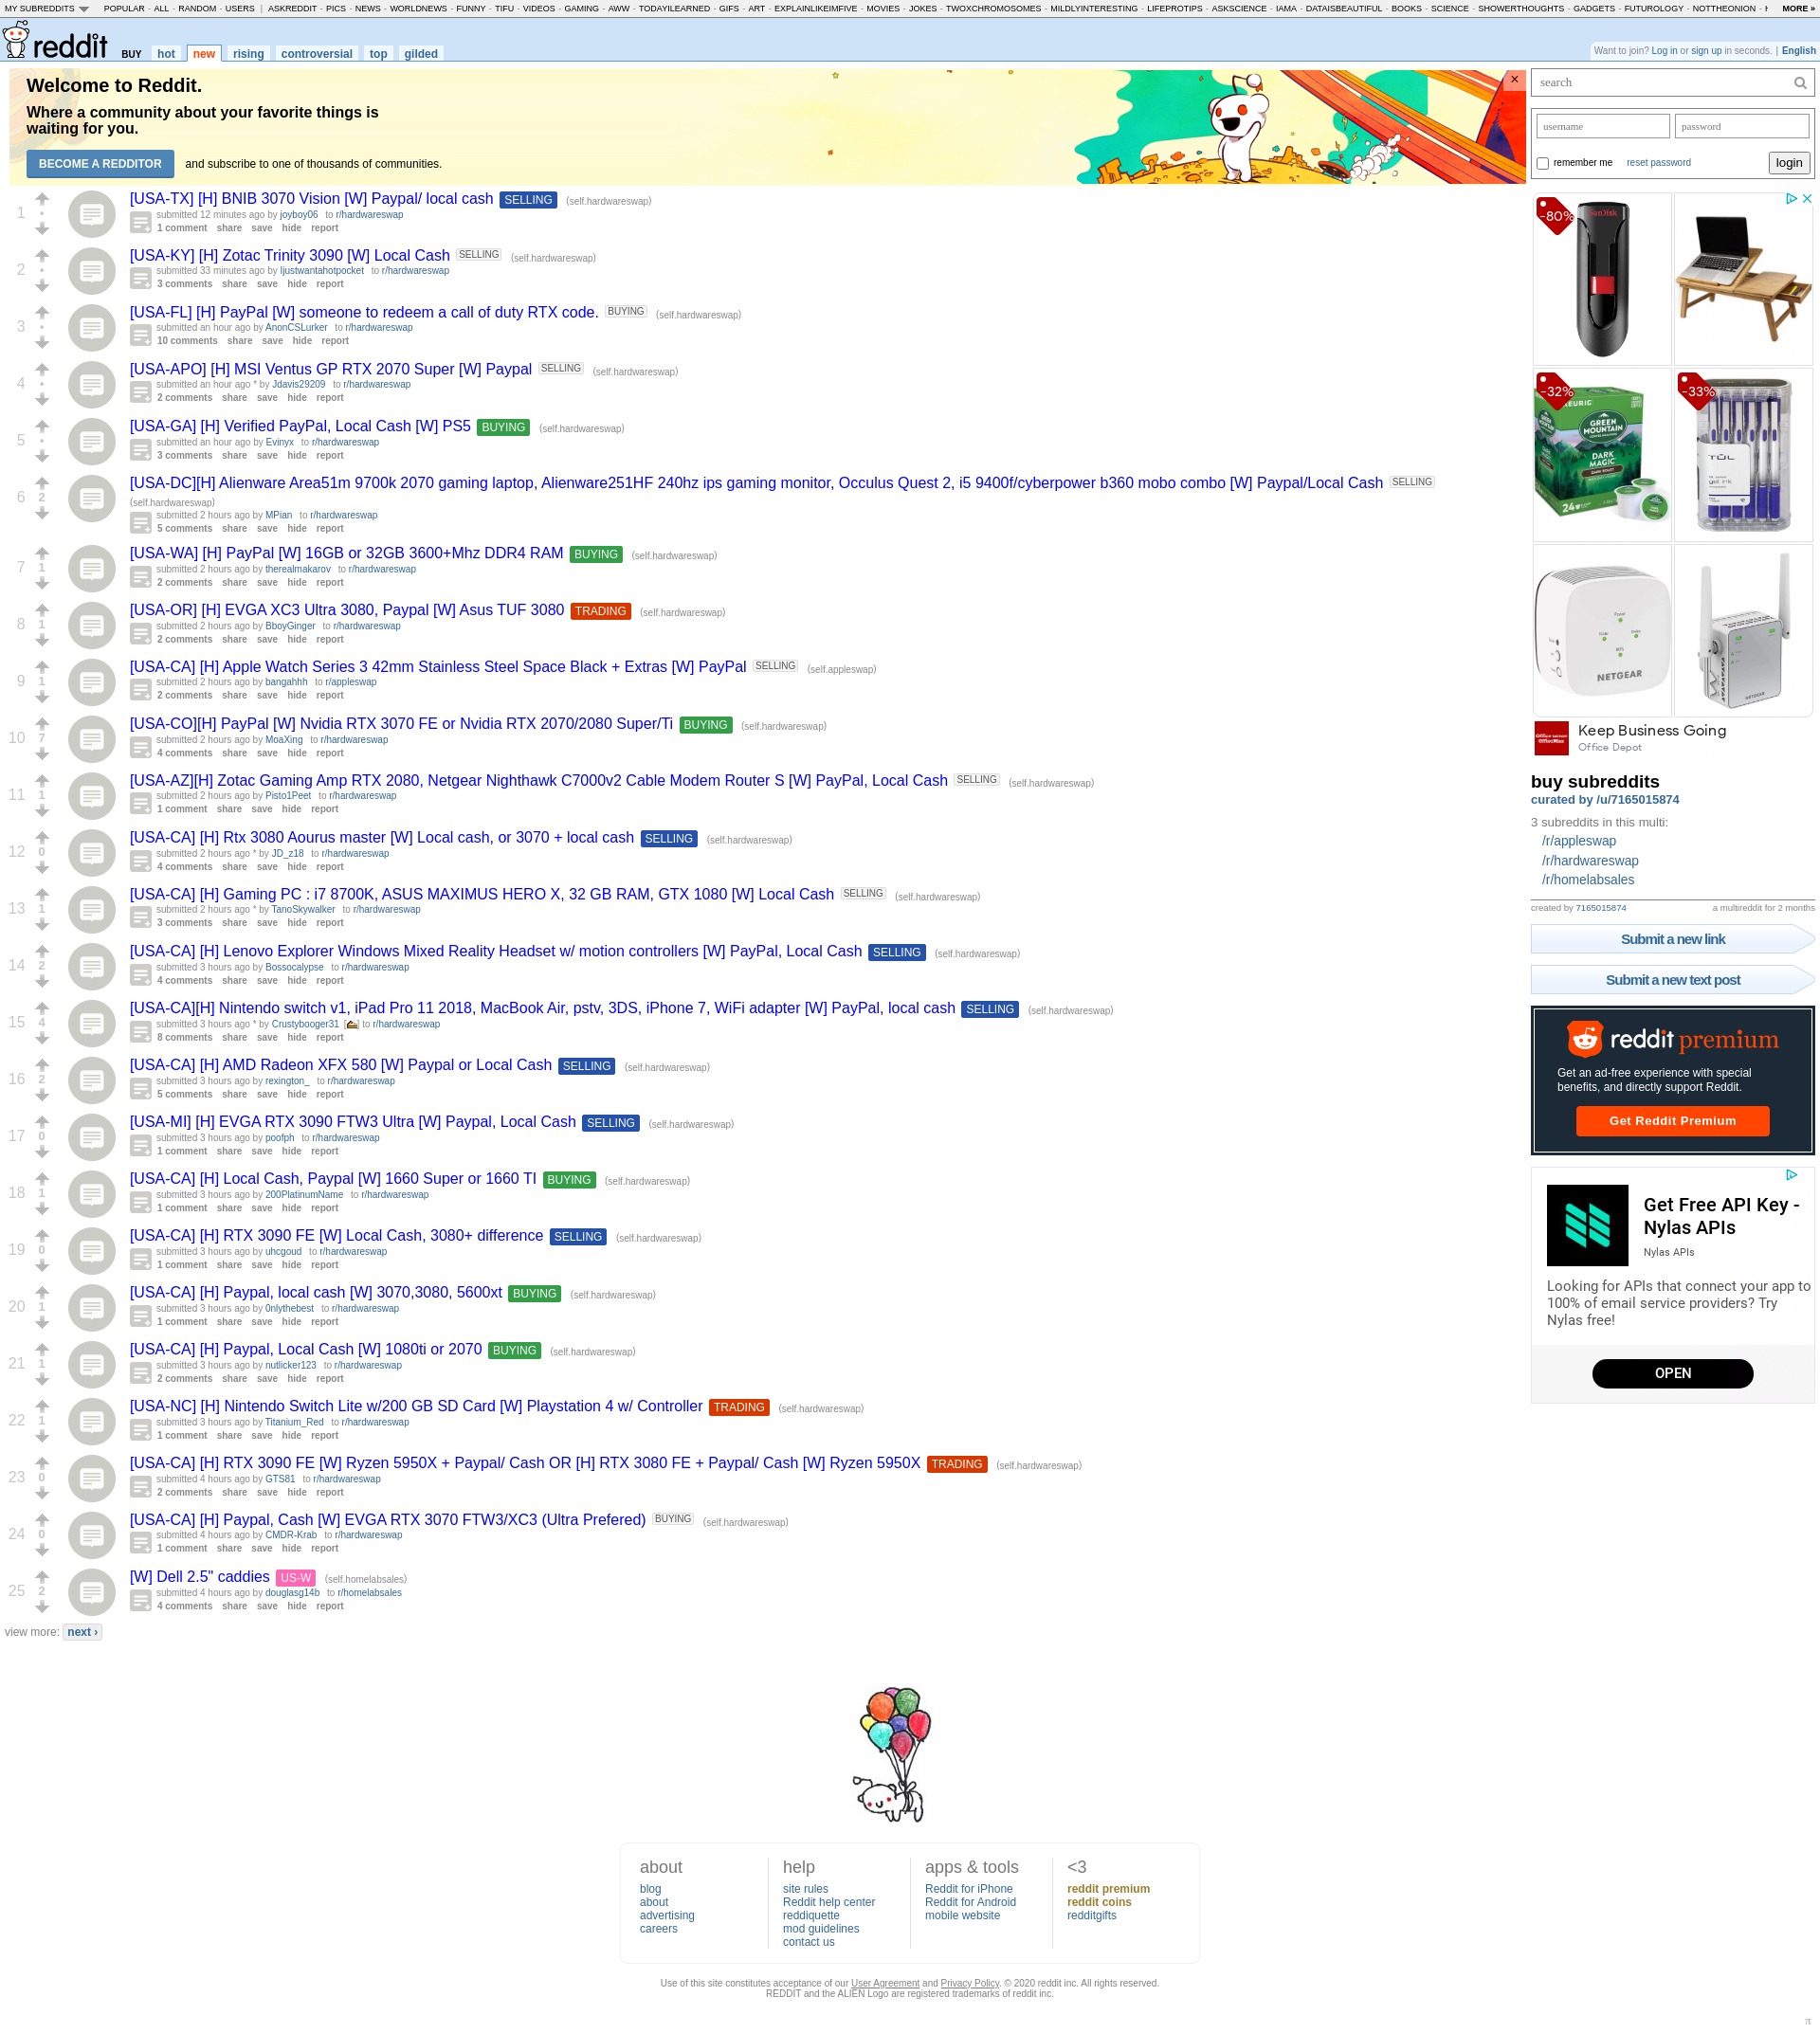 MY SUBREDDITS POPULAR - ALL - RANDOM - USERS | ASKREDDIT - PICS - NEWS - WORLDNEWS - FUNNY - TIFU - VIDEOS - GAMING - AWW - TODAYILEARNED - GIFS - ART - EXPLAINLIKEIMFIVE - MOVIES - JOKES - TWOXCHROMOSOMES - MILDLYINTERESTING - LIFEPROTIPS - ASKSCIENCE - IAMA - DATAISBEAUTIFUL - BOOKS - SCIENCE - SHOWERTHOUGHTS - GADGETS - FUTUROLOGY - NOTTHEONION - MORE »
reddit BUY hot new rising controversial top gilded
Want to join? Log in or sign up in seconds. | English
Welcome to Reddit.
Where a community about your favorite things is
waiting for you.
BECOME A REDDITOR and subscribe to one of thousands of communities.
×
1
[USA-TX] [H] BNIB 3070 Vision [W] Paypal/ local cash SELLING (self.hardwareswap)
submitted 12 minutes ago by joyboy06 to r/hardwareswap
1 comment share save hide report
2
[USA-KY] [H] Zotac Trinity 3090 [W] Local Cash SELLING (self.hardwareswap)
submitted 33 minutes ago by Ijustwantahotpocket to r/hardwareswap
3 comments share save hide report
3
[USA-FL] [H] PayPal [W] someone to redeem a call of duty RTX code. BUYING (self.hardwareswap)
submitted an hour ago by AnonCSLurker to r/hardwareswap
10 comments share save hide report
4
[USA-APO] [H] MSI Ventus GP RTX 2070 Super [W] Paypal SELLING (self.hardwareswap)
submitted an hour ago * by Jdavis29209 to r/hardwareswap
2 comments share save hide report
5
[USA-GA] [H] Verified PayPal, Local Cash [W] PS5 BUYING (self.hardwareswap)
submitted an hour ago by Evinyx to r/hardwareswap
3 comments share save hide report
6 2
[USA-DC][H] Alienware Area51m 9700k 2070 gaming laptop, Alienware251HF 240hz ips gaming monitor, Occulus Quest 2, i5 9400f/cyberpower b360 mobo combo [W] Paypal/Local Cash SELLING
(self.hardwareswap)
submitted 2 hours ago by MPian to r/hardwareswap
5 comments share save hide report
7 1
[USA-WA] [H] PayPal [W] 16GB or 32GB 3600+Mhz DDR4 RAM BUYING (self.hardwareswap)
submitted 2 hours ago by therealmakarov to r/hardwareswap
2 comments share save hide report
8 1
[USA-OR] [H] EVGA XC3 Ultra 3080, Paypal [W] Asus TUF 3080 TRADING (self.hardwareswap)
submitted 2 hours ago by BboyGinger to r/hardwareswap
2 comments share save hide report
9 1
[USA-CA] [H] Apple Watch Series 3 42mm Stainless Steel Space Black + Extras [W] PayPal SELLING (self.appleswap)
submitted 2 hours ago by bangahhh to r/appleswap
2 comments share save hide report
10 7
[USA-CO][H] PayPal [W] Nvidia RTX 3070 FE or Nvidia RTX 2070/2080 Super/Ti BUYING (self.hardwareswap)
submitted 2 hours ago by MoaXing to r/hardwareswap
4 comments share save hide report
11 1
[USA-AZ][H] Zotac Gaming Amp RTX 2080, Netgear Nighthawk C7000v2 Cable Modem Router S [W] PayPal, Local Cash SELLING (self.hardwareswap)
submitted 2 hours ago by Pisto1Peet to r/hardwareswap
1 comment share save hide report
12 0
[USA-CA] [H] Rtx 3080 Aourus master [W] Local cash, or 3070 + local cash SELLING (self.hardwareswap)
submitted 2 hours ago * by JD_z18 to r/hardwareswap
4 comments share save hide report
13 1
[USA-CA] [H] Gaming PC : i7 8700K, ASUS MAXIMUS HERO X, 32 GB RAM, GTX 1080 [W] Local Cash SELLING (self.hardwareswap)
submitted 2 hours ago * by TanoSkywalker to r/hardwareswap
3 comments share save hide report
14 2
[USA-CA] [H] Lenovo Explorer Windows Mixed Reality Headset w/ motion controllers [W] PayPal, Local Cash SELLING (self.hardwareswap)
submitted 3 hours ago by Bossocalypse to r/hardwareswap
4 comments share save hide report
15 4
[USA-CA][H] Nintendo switch v1, iPad Pro 11 2018, MacBook Air, pstv, 3DS, iPhone 7, WiFi adapter [W] PayPal, local cash SELLING (self.hardwareswap)
submitted 3 hours ago * by Crustybooger31 [] to r/hardwareswap
8 comments share save hide report
16 2
[USA-CA] [H] AMD Radeon XFX 580 [W] Paypal or Local Cash SELLING (self.hardwareswap)
submitted 3 hours ago by rexington_ to r/hardwareswap
5 comments share save hide report
17 0
[USA-MI] [H] EVGA RTX 3090 FTW3 Ultra [W] Paypal, Local Cash SELLING (self.hardwareswap)
submitted 3 hours ago by poofph to r/hardwareswap
1 comment share save hide report
18 1
[USA-CA] [H] Local Cash, Paypal [W] 1660 Super or 1660 TI BUYING (self.hardwareswap)
submitted 3 hours ago by 200PlatinumName to r/hardwareswap
1 comment share save hide report
19 0
[USA-CA] [H] RTX 3090 FE [W] Local Cash, 3080+ difference SELLING (self.hardwareswap)
submitted 3 hours ago by uhcgoud to r/hardwareswap
1 comment share save hide report
20 1
[USA-CA] [H] Paypal, local cash [W] 3070,3080, 5600xt BUYING (self.hardwareswap)
submitted 3 hours ago by 0nlythebest to r/hardwareswap
1 comment share save hide report
21 1
[USA-CA] [H] Paypal, Local Cash [W] 1080ti or 2070 BUYING (self.hardwareswap)
submitted 3 hours ago by nutlicker123 to r/hardwareswap
2 comments share save hide report
22 1
[USA-NC] [H] Nintendo Switch Lite w/200 GB SD Card [W] Playstation 4 w/ Controller TRADING (self.hardwareswap)
submitted 3 hours ago by Titanium_Red to r/hardwareswap
1 comment share save hide report
23 0
[USA-CA] [H] RTX 3090 FE [W] Ryzen 5950X + Paypal/ Cash OR [H] RTX 3080 FE + Paypal/ Cash [W] Ryzen 5950X TRADING (self.hardwareswap)
submitted 4 hours ago by GTS81 to r/hardwareswap
2 comments share save hide report
24 0
[USA-CA] [H] Paypal, Cash [W] EVGA RTX 3070 FTW3/XC3 (Ultra Prefered) BUYING (self.hardwareswap)
submitted 4 hours ago by CMDR-Krab to r/hardwareswap
1 comment share save hide report
25 2
[W] Dell 2.5" caddies US-W (self.homelabsales)
submitted 4 hours ago by douglasg14b to r/homelabsales
4 comments share save hide report
view more: next ›
search
username password
remember me reset password login
-80%
SanDisk
-32%
-33%
KEURIG
GREEN MOUNTAIN
DARK MAGIC
24
TUL
gel ink
NETGEAR
NETGEAR
Office DEPOT OfficeMax
Keep Business Going
Office Depot
buy subreddits
curated by /u/7165015874
3 subreddits in this multi:
/r/appleswap
/r/hardwareswap
/r/homelabsales
created by 7165015874 a multireddit for 2 months
Submit a new link
Submit a new text post
reddit premium
Get an ad-free experience with special
benefits, and directly support Reddit.
Get Reddit Premium
Get Free API Key -
Nylas APIs
Nylas APIs
Looking for APIs that connect your app to
100% of email service providers? Try
Nylas free!
OPEN
about
blog
about
advertising
careers
help
site rules
Reddit help center
reddiquette
mod guidelines
contact us
apps & tools
Reddit for iPhone
Reddit for Android
mobile website
<3
reddit premium
reddit coins
redditgifts
Use of this site constitutes acceptance of our User Agreement and Privacy Policy. © 2020 reddit inc. All rights reserved.
REDDIT and the ALIEN Logo are registered trademarks of reddit inc.
π